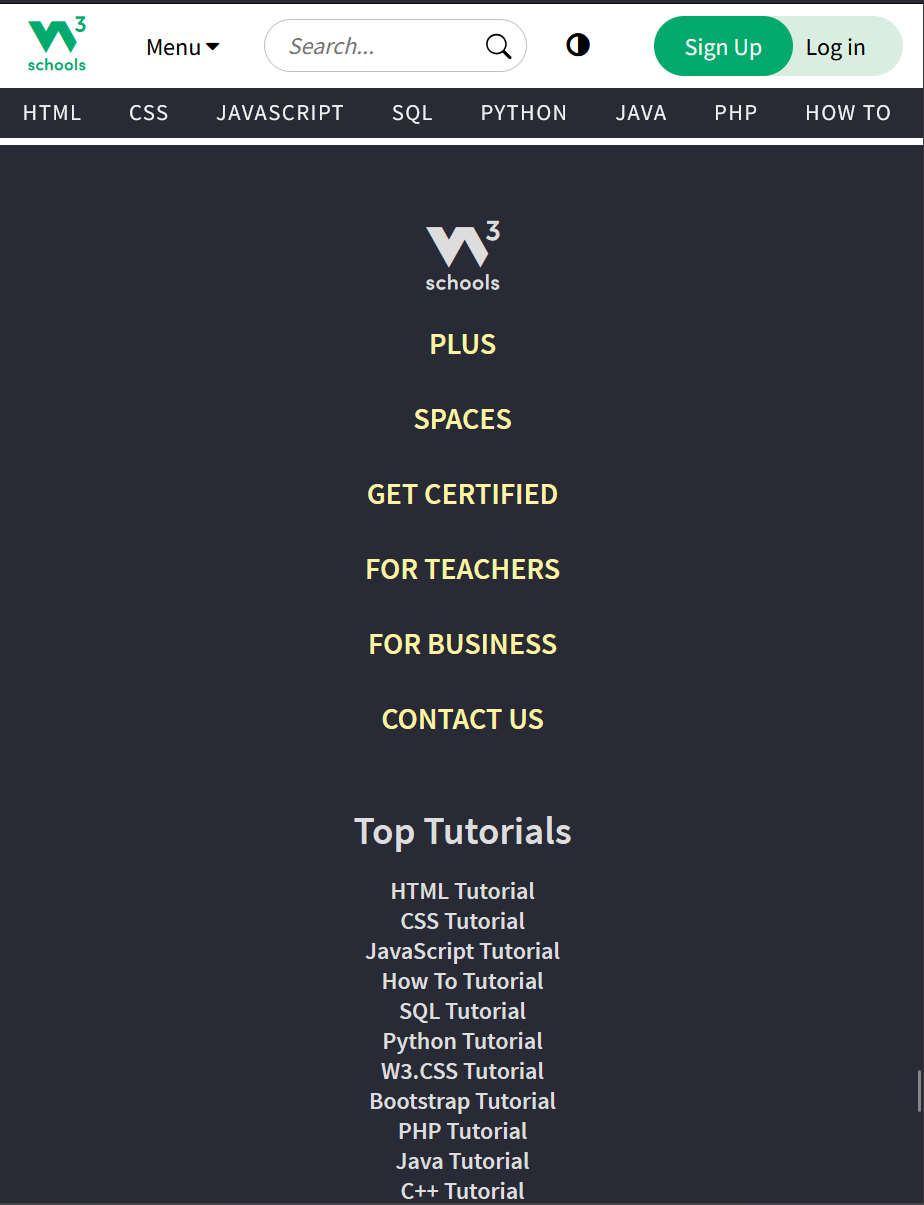 W3
schools
Menu
Search...
Sign Up
Log in
HTML CSS JAVASCRIPT SQL PYTHON JAVA PHP HOW TO
W3
schools
PLUS
SPACES
GET CERTIFIED
FOR TEACHERS
FOR BUSINESS
CONTACT US
Top Tutorials
HTML Tutorial
CSS Tutorial
JavaScript Tutorial
How To Tutorial
SQL Tutorial
Python Tutorial
W3.CSS Tutorial
Bootstrap Tutorial
PHP Tutorial
Java Tutorial
C++ Tutorial